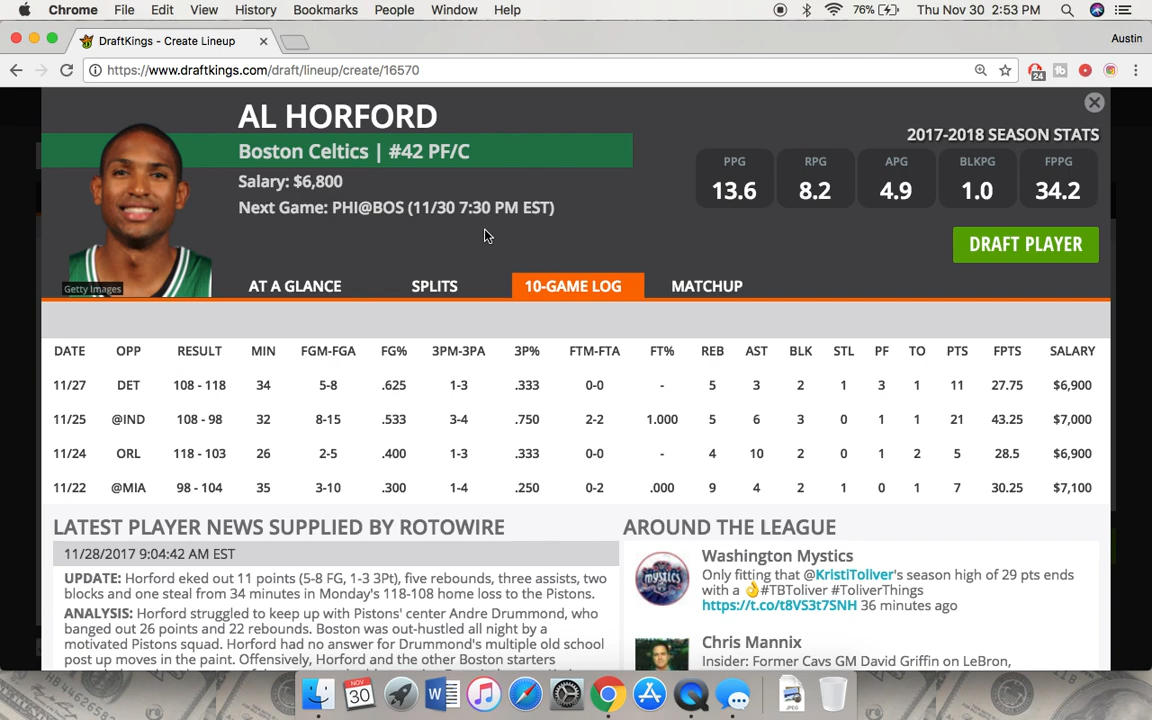 Chrome File Edit View History Bookmarks People Window Help 76% Thu Nov 30 2:53 PM
DraftKings - Create Lineup Austin
https://www.draftkings.com/draft/lineup/create/16570 24
AL HORFORD
Boston Celtics | #42 PF/C
Salary: $6,800
Next Game: PHI@BOS (11/30 7:30 PM EST)
Getty Images
2017-2018 SEASON STATS
PPG RPG APG BLKPG FPPG
13.6 8.2 4.9 1.0 34.2
DRAFT PLAYER
AT A GLANCE SPLITS 10-GAME LOG MATCHUP
DATE OPP RESULT MIN FGM-FGA FG% 3PM-3PA 3P% FTM-FTA FT% REB AST BLK STL PF TO PTS FPTS SALARY
11/27 DET 108 - 118 34 5-8 .625 1-3 .333 0-0 - 5 3 2 1 3 1 11 27.75 $6,900
11/25 @IND 108 - 98 32 8-15 .533 3-4 .750 2-2 1.000 5 6 3 0 1 1 21 43.25 $7,000
11/24 ORL 118 - 103 26 2-5 .400 1-3 .333 0-0 - 4 10 2 0 1 2 5 28.5 $6,900
11/22 @MIA 98 - 104 35 3-10 .300 1-4 .250 0-2 .000 9 4 2 1 0 1 7 30.25 $7,100
LATEST PLAYER NEWS SUPPLIED BY ROTOWIRE
11/28/2017 9:04:42 AM EST
UPDATE: Horford eked out 11 points (5-8 FG, 1-3 3Pt), five rebounds, three assists, two
blocks and one steal from 34 minutes in Monday's 118-108 home loss to the Pistons.
ANALYSIS: Horford struggled to keep up with Pistons' center Andre Drummond, who
banged out 26 points and 22 rebounds. Boston was out-hustled all night by a
motivated Pistons squad. Horford had no answer for Drummond's multiple old school
post up moves in the paint. Offensively, Horford and the other Boston starters
AROUND THE LEAGUE
Washington Mystics
Only fitting that @KristiToliver's season high of 29 pts ends
with a 👌#TBToliver #ToliverThings
https://t.co/t8VS3t7SNH 36 minutes ago
Chris Mannix
Insider: Former Cavs GM David Griffin on LeBron,
NOV
30
JPEG